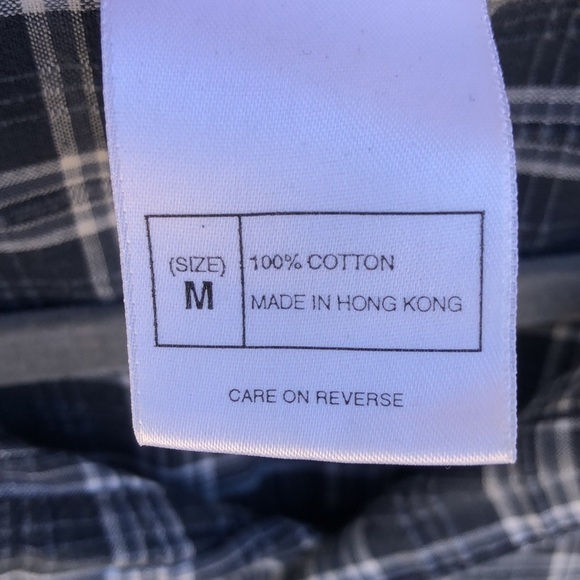 (SIZE)
M
100% COTTON
MADE IN HONG KONG
CARE ON REVERSE